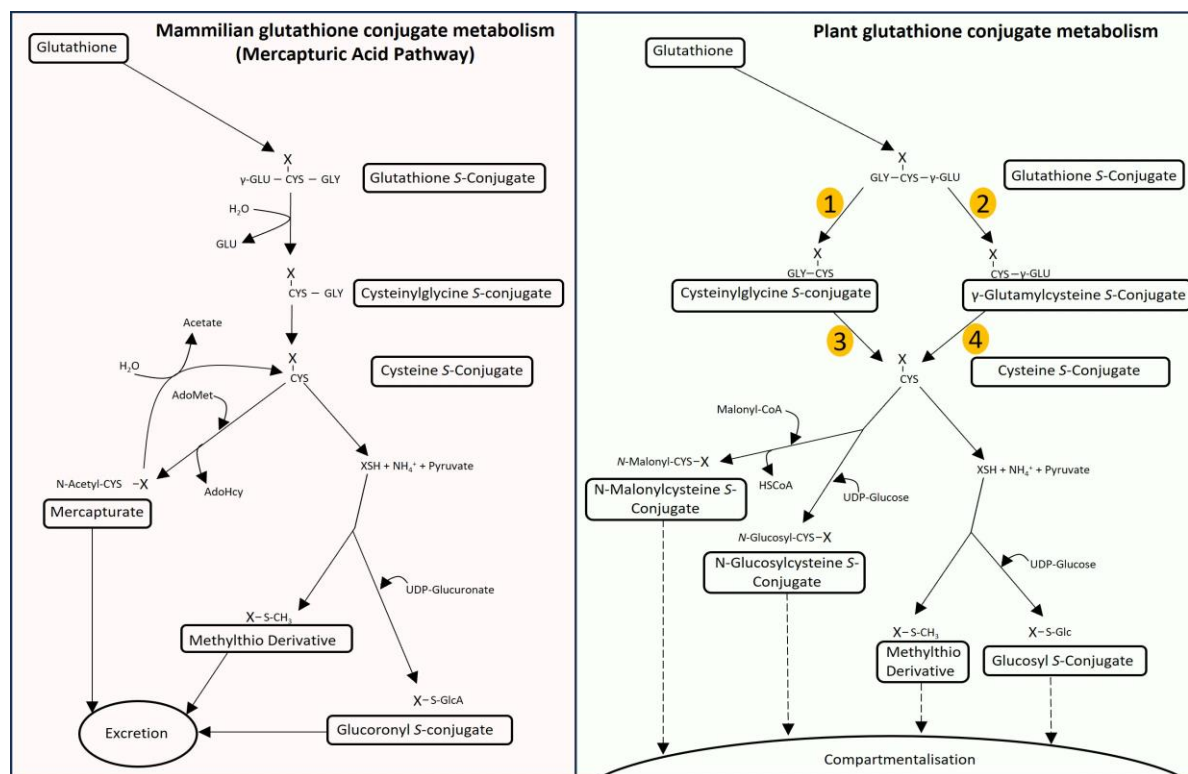 Mammilian glutathione conjugate metabolism
(Mercapturic Acid Pathway)
Glutathione
X
γ-GLU – CYS – GLY
Glutathione S-Conjugate
H₂O
GLU
X
CYS – GLY
Cysteinylglycine S-conjugate
Acetate
H₂O
X
CYS
Cysteine S-Conjugate
AdoMet
AdoHcy
XSH + NH₄⁺ + Pyruvate
N-Acetyl-CYS –X
Mercapturate
UDP-Glucuronate
X–S-CH₃
Methylthio Derivative
X–S-GlcA
Glucoronyl S-conjugate
Excretion
Plant glutathione conjugate metabolism
Glutathione
X
GLY–CYS–γ-GLU
Glutathione S-Conjugate
1
2
X
GLY–CYS
Cysteinylglycine S-conjugate
X
CYS–γ-GLU
γ-Glutamylcysteine S-Conjugate
3
4
X
CYS
Cysteine S-Conjugate
Malonyl-CoA
HSCoA
N-Malonyl-CYS–X
N-Malonylcysteine S-
Conjugate
UDP-Glucose
N-Glucosyl-CYS–X
N-Glucosylcysteine S-
Conjugate
XSH + NH₄⁺ + Pyruvate
UDP-Glucose
X–S-CH₃
Methylthio
Derivative
X–S-Glc
Glucosyl S-Conjugate
Compartmentalisation